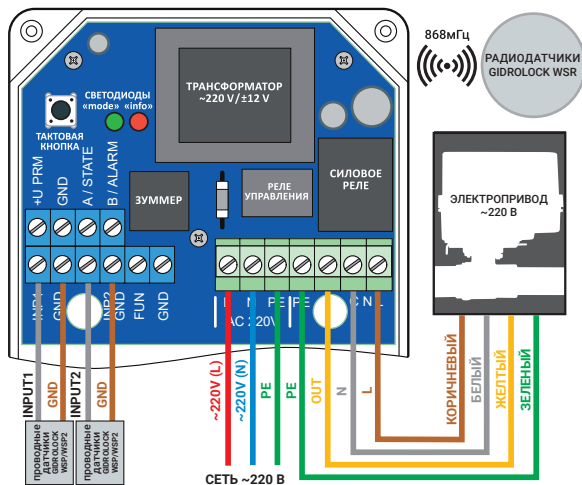 868мГц
РАДИОДАТЧИКИ
GIDROLOCK WSR
ТРАНСФОРМАТОР
~220 V/±12 V
СВЕТОДИОДЫ
«mode» «info»
ТАКТОВАЯ
КНОПКА
+U PRM
GND
A / STATE
B / ALARM
ЗУММЕР
РЕЛЕ
УПРАВЛЕНИЯ
СИЛОВОЕ
РЕЛЕ
ЭЛЕКТРОПРИВОД
~220 В
GND
GND
FUN
GND
N
PE
PE
AC 220V
N
INPUT1
GND
INPUT2
GND
~220V (L)
~220V (N)
PE
PE
OUT
N
L
КОРИЧНЕВЫЙ
БЕЛЫЙ
ЖЕЛТЫЙ
ЗЕЛЕНЫЙ
проводные
датчики
GIDROLOCK
WSP/WSP2
проводные
датчики
GIDROLOCK
WSP/WSP2
СЕТЬ ~220 В